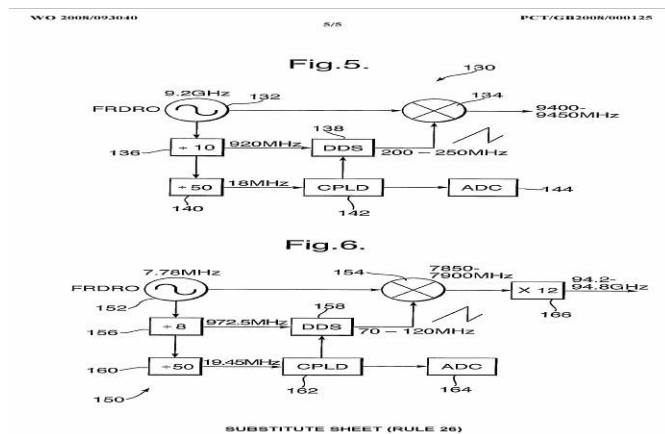 WO 2008/093040 PCT/GB2008/000125
5/5
Fig.5.
130
9.2GHz
132
134
FRDRO
9400-
9450MHz
138
136
÷ 10
920MHz
DDS
200 – 250MHz
÷ 50
18MHz
CPLD
ADC
144
140
142
Fig.6.
7.78MHz
154
7850-
7900MHz
94.2-
94.8GHz
FRDRO
152
158
X 12
166
156
÷8
972.5MHz
DDS
70 – 120MHz
160
÷50
19.45MHz
CPLD
ADC
150
162
164
SUBSTITUTE SHEET (RULE 26)